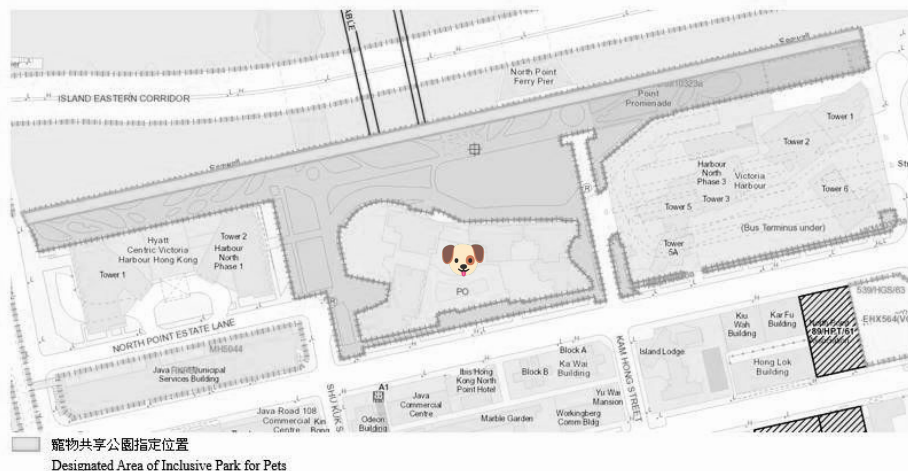 ISLAND EASTERN CORRIDOR
North Point
Ferry Pier
Point
Promenade
Tower 1
Tower 2
Harbour
North
Phase 3
Victoria
Harbour
Tower 3
Tower 6
Tower 5
(Bus Terminus under)
Tower
5A
Hyatt
Centric Victoria
Harbour Hong Kong
Tower 2
Harbour
North
Phase 1
Tower 1
PO
NORTH POINT ESTATE LANE
Java Road Municipal
Services Building
Java Road 108
Commercial
Centre
SHU KUK S
A1
Odeon
Building
Java
Commercial
Centre
Ibis Hong
Kong North
Point Hotel
Marble Garden
Block A
Ka Wai
Building
Block B
Yu Wai
Mansion
Workingberg
Comm Bldg
KAM HONG STREET
Island Lodge
Kiu
Wah
Building
Kar Fu
Building
Hong Lok
Building
寵物共享公園指定位置
Designated Area of Inclusive Park for Pets